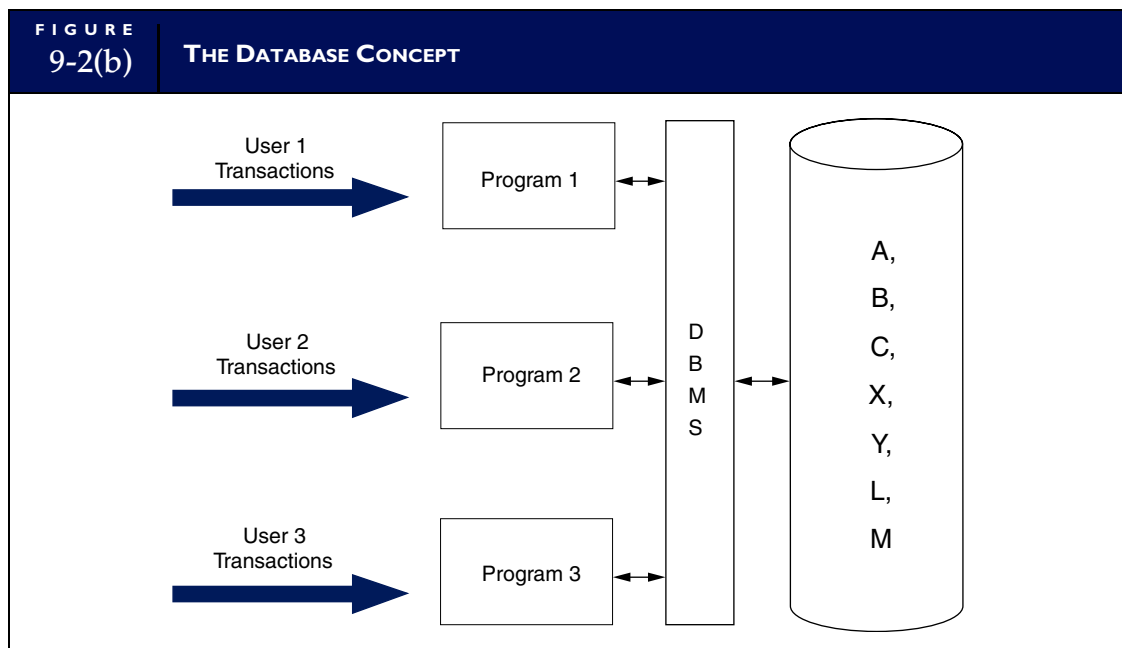 FIGURE
9-2(b)
THE DATABASE CONCEPT
User 1
Transactions
Program 1
User 2
Transactions
Program 2
User 3
Transactions
Program 3
D
B
M
S
A,
B,
C,
X,
Y,
L,
M